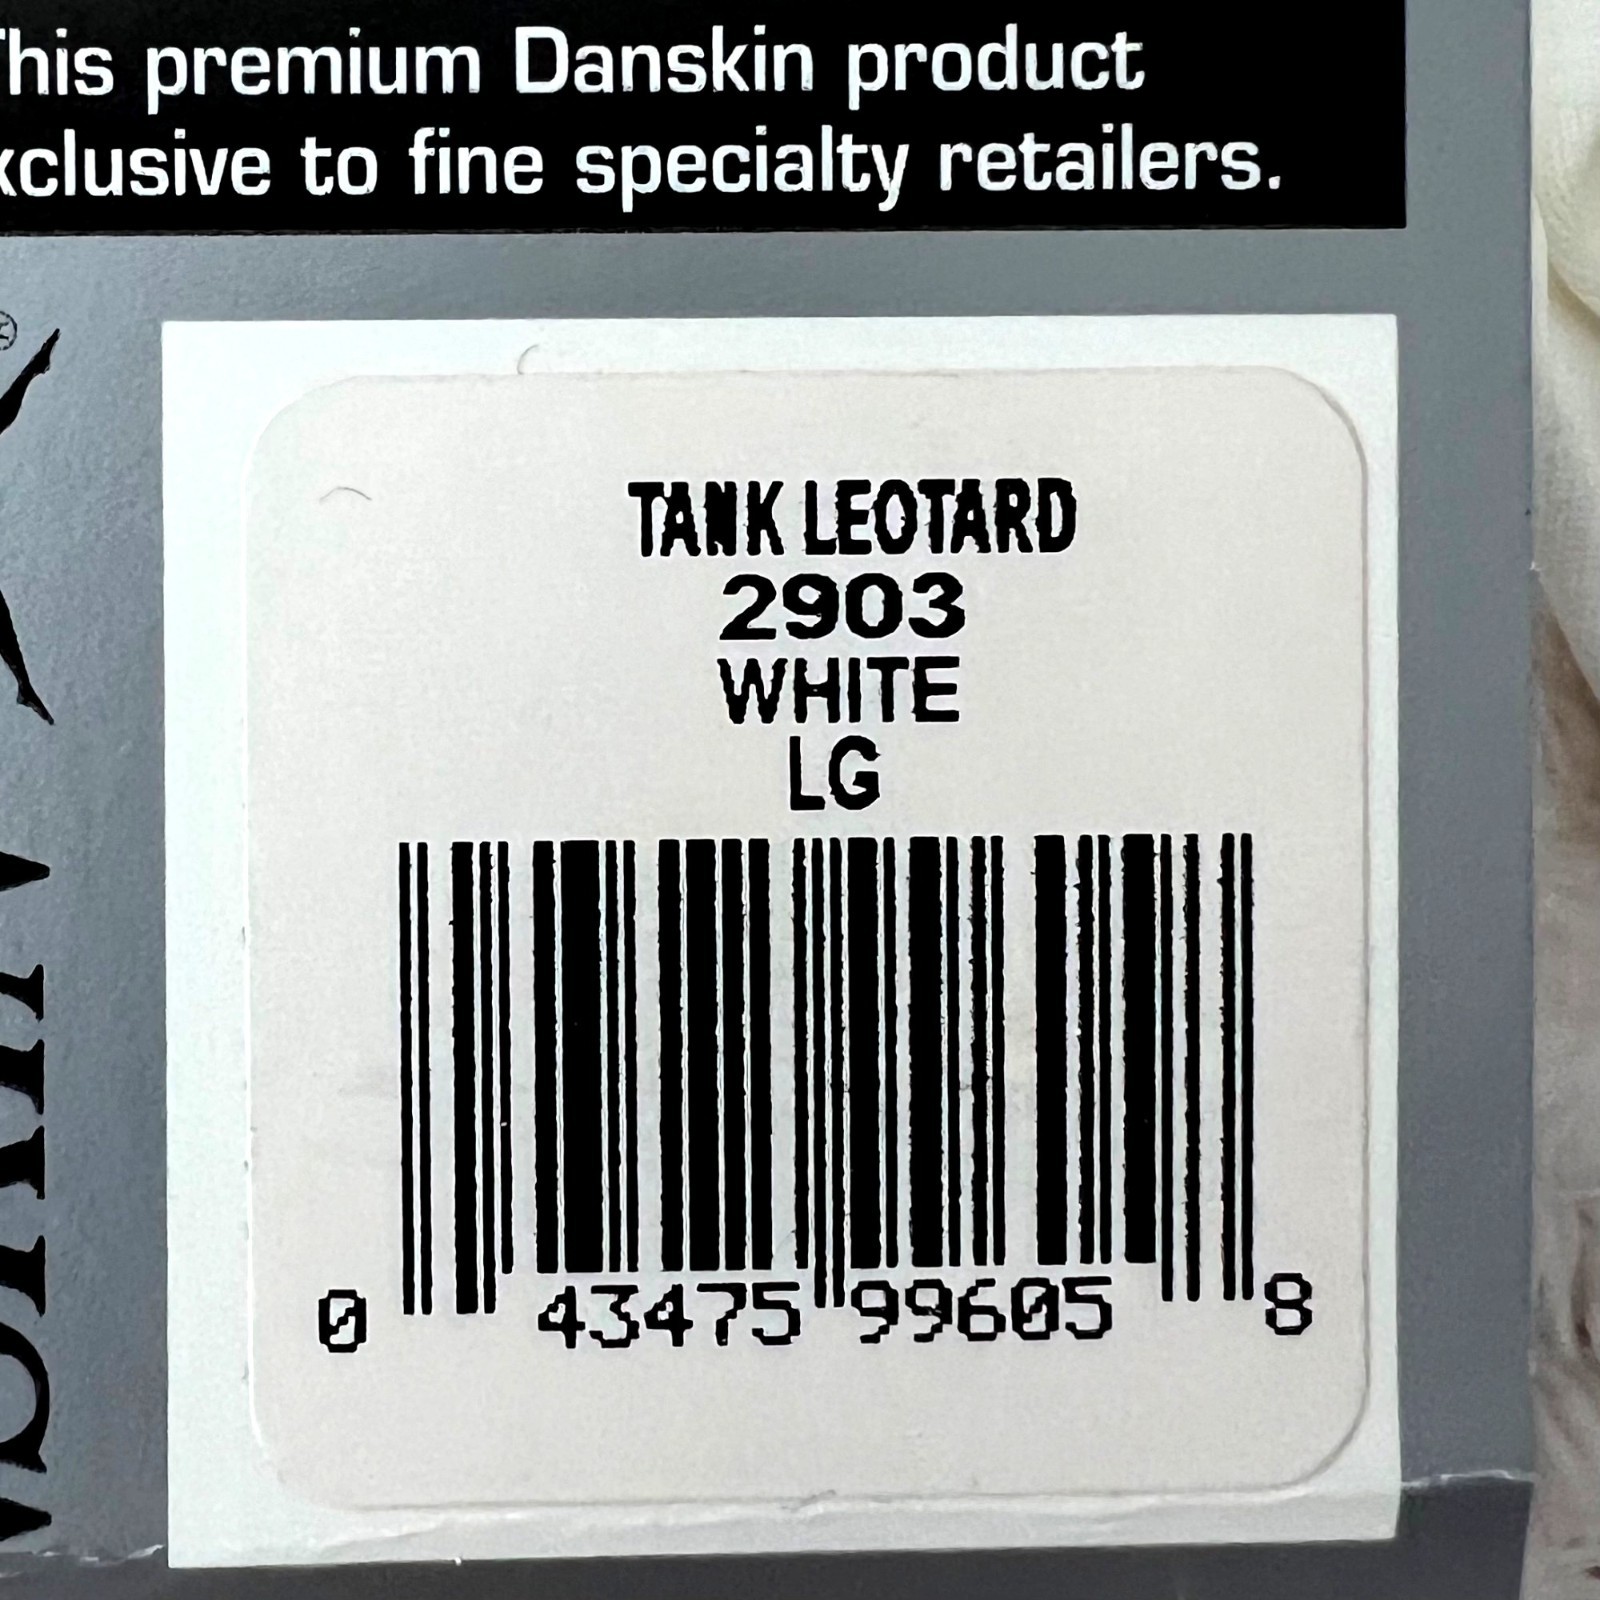 This premium Danskin product
xclusive to fine specialty retailers.
®
TANK LEOTARD
2903
WHITE
LG
0 43475 99605 8